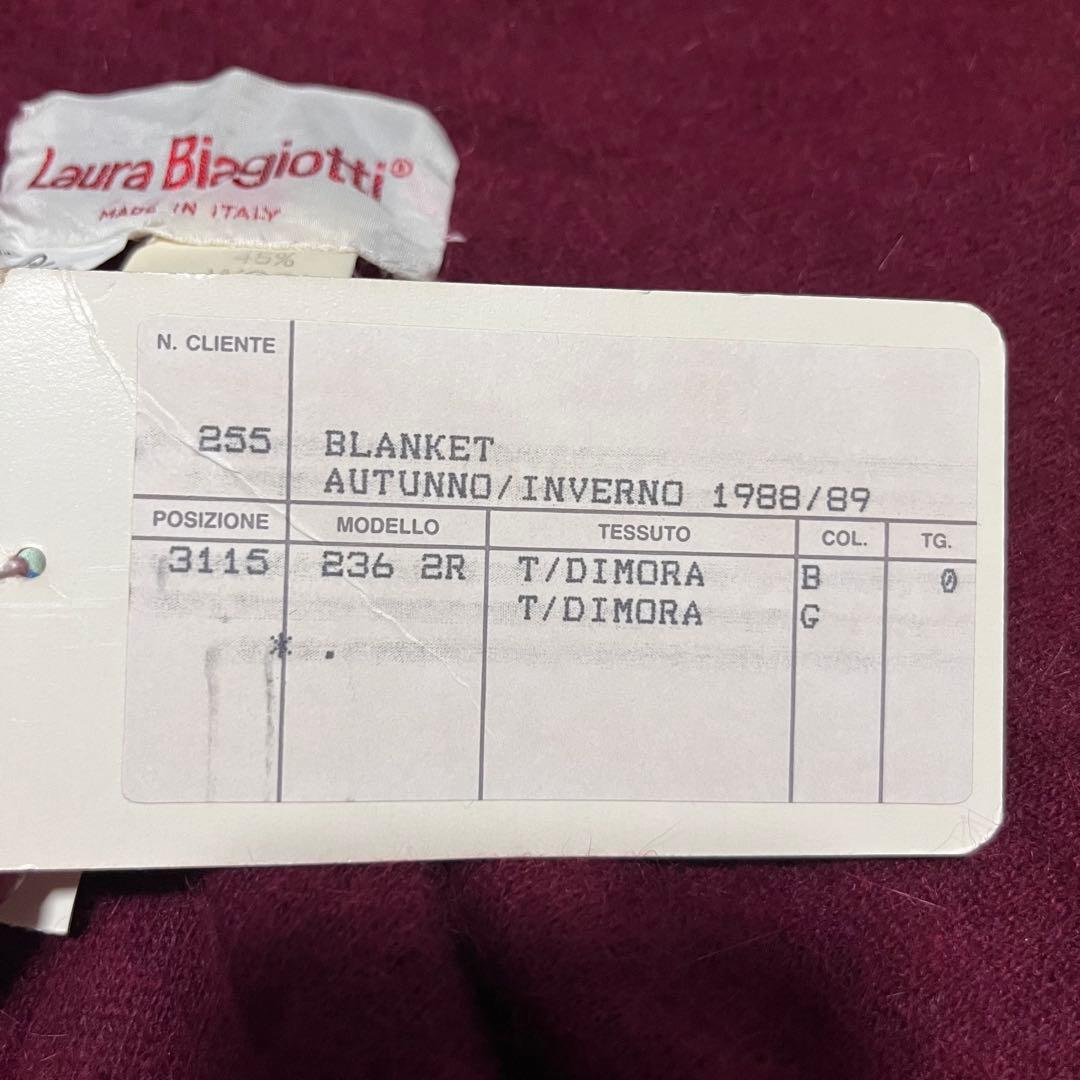 Laura Biagiotti®
MADE IN ITALY
45%
N. CLIENTE
255 BLANKET
AUTUNNO/INVERNO 1988/89
POSIZIONE MODELLO TESSUTO COL. TG.
3115 236 2R T/DIMORA B 0
T/DIMORA G
* .